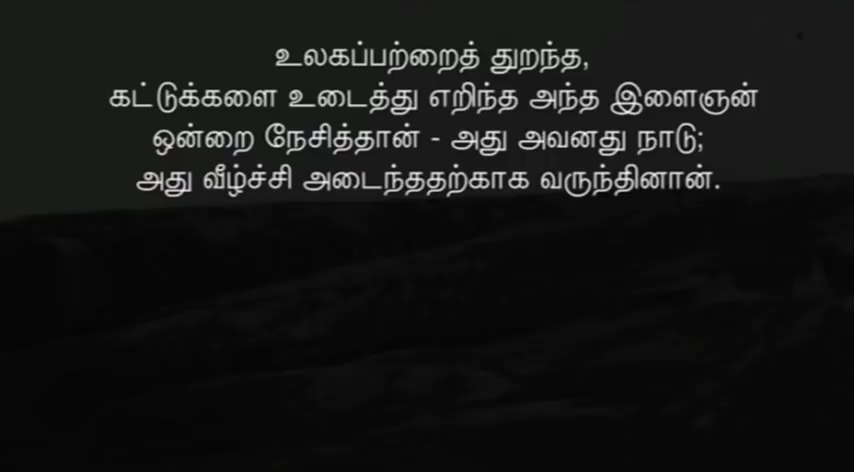 உலகப்பற்றைத் துறந்த,
கட்டுக்களை உடைத்து எறிந்த அந்த இளைஞன்
ஒன்றை நேசித்தான் - அது அவனது நாடு;
அது வீழ்ச்சி அடைந்ததற்காக வருந்தினான்.